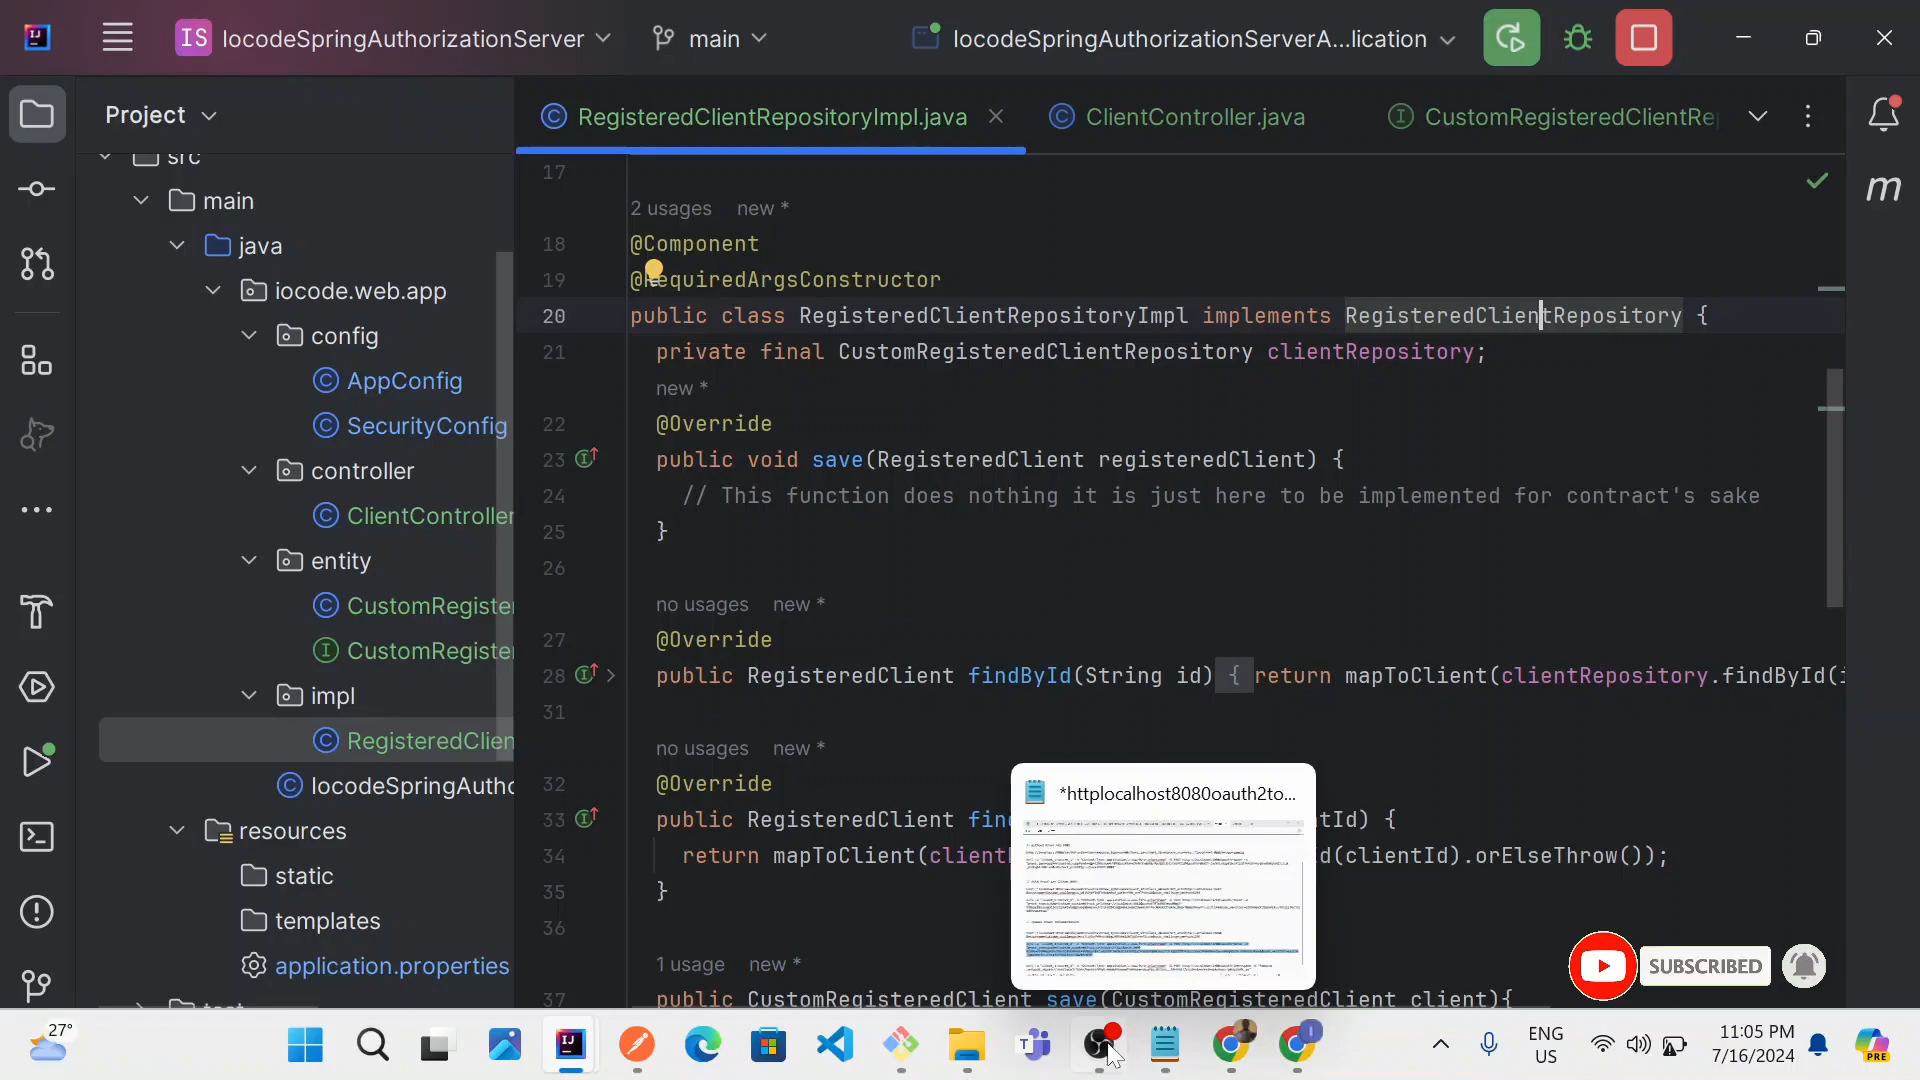 IS IocodeSpringAuthorizationServer main IocodeSpringAuthorizationServerA...lication
Project
RegisteredClientRepositoryImpl.java ClientController.java CustomRegisteredClientRe
src
main
java
iocode.web.app
config
AppConfig
SecurityConfig
controller
ClientController
entity
CustomRegiste
CustomRegiste
impl
RegisteredClien
IocodeSpringAutho
resources
static
templates
application.properties
17
2 usages new *
18 @Component
19 @RequiredArgsConstructor
20 public class RegisteredClientRepositoryImpl implements RegisteredClientRepository {
21 private final CustomRegisteredClientRepository clientRepository;
new *
22 @Override
23 public void save(RegisteredClient registeredClient) {
24 // This function does nothing it is just here to be implemented for contract's sake
25 }
26
no usages new *
27 @Override
28 public RegisteredClient findById(String id) { return mapToClient(clientRepository.findById(i
31
no usages new *
32 @Override
33 public RegisteredClient fin tId) {
34 return mapToClient(client d(clientId).orElseThrow());
35 }
36
1 usage new *
37 public CustomRegisteredClient save(CustomRegisteredClient client){
*httplocalhost8080oauth2to...
SUBSCRIBED
27°
ENG
US
11:05 PM
7/16/2024
PRE